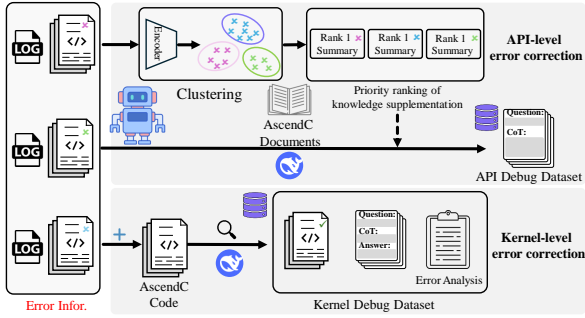 LOG
Encoder
Clustering
Rank 1
Summary
Rank 1
Summary
Rank 1
Summary
API-level
error correction
Priority ranking of
knowledge supplementation
AscendC
Documents
LOG
Question:
CoT:
API Debug Dataset
LOG
AscendC
Code
Question:
CoT:
Answer:
Error Analysis
Kernel Debug Dataset
Kernel-level
error correction
Error Infor.